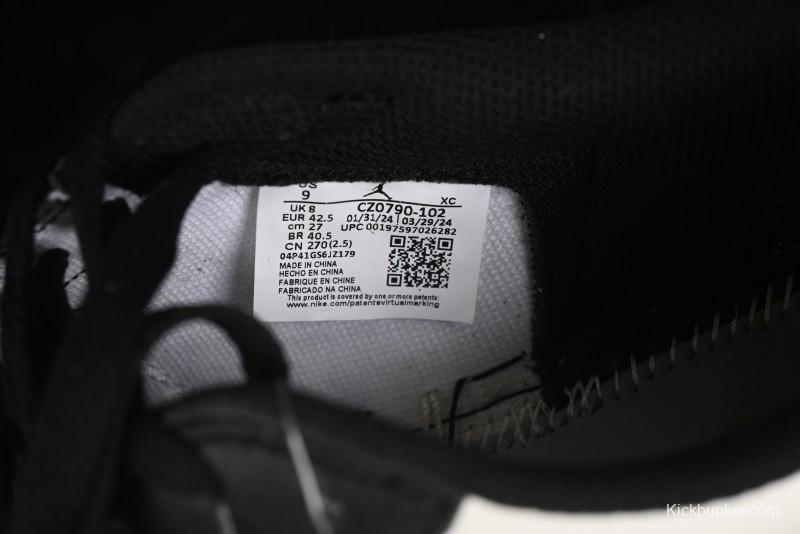 US
9
UK 8
EUR 42.5
cm 27
BR 40.5
CN 270 (2.5)
04P41GS6JZ179
XC
CZ0790-102
01/31/24 | 03/29/24
UPC 00197597026282
MADE IN CHINA
HECHO EN CHINA
FABRIQUE EN CHINE
FABRICADO NA CHINA
This product is covered by one or more patents:
www.nike.com/patentsvirtualmarking
Kickbunker.com